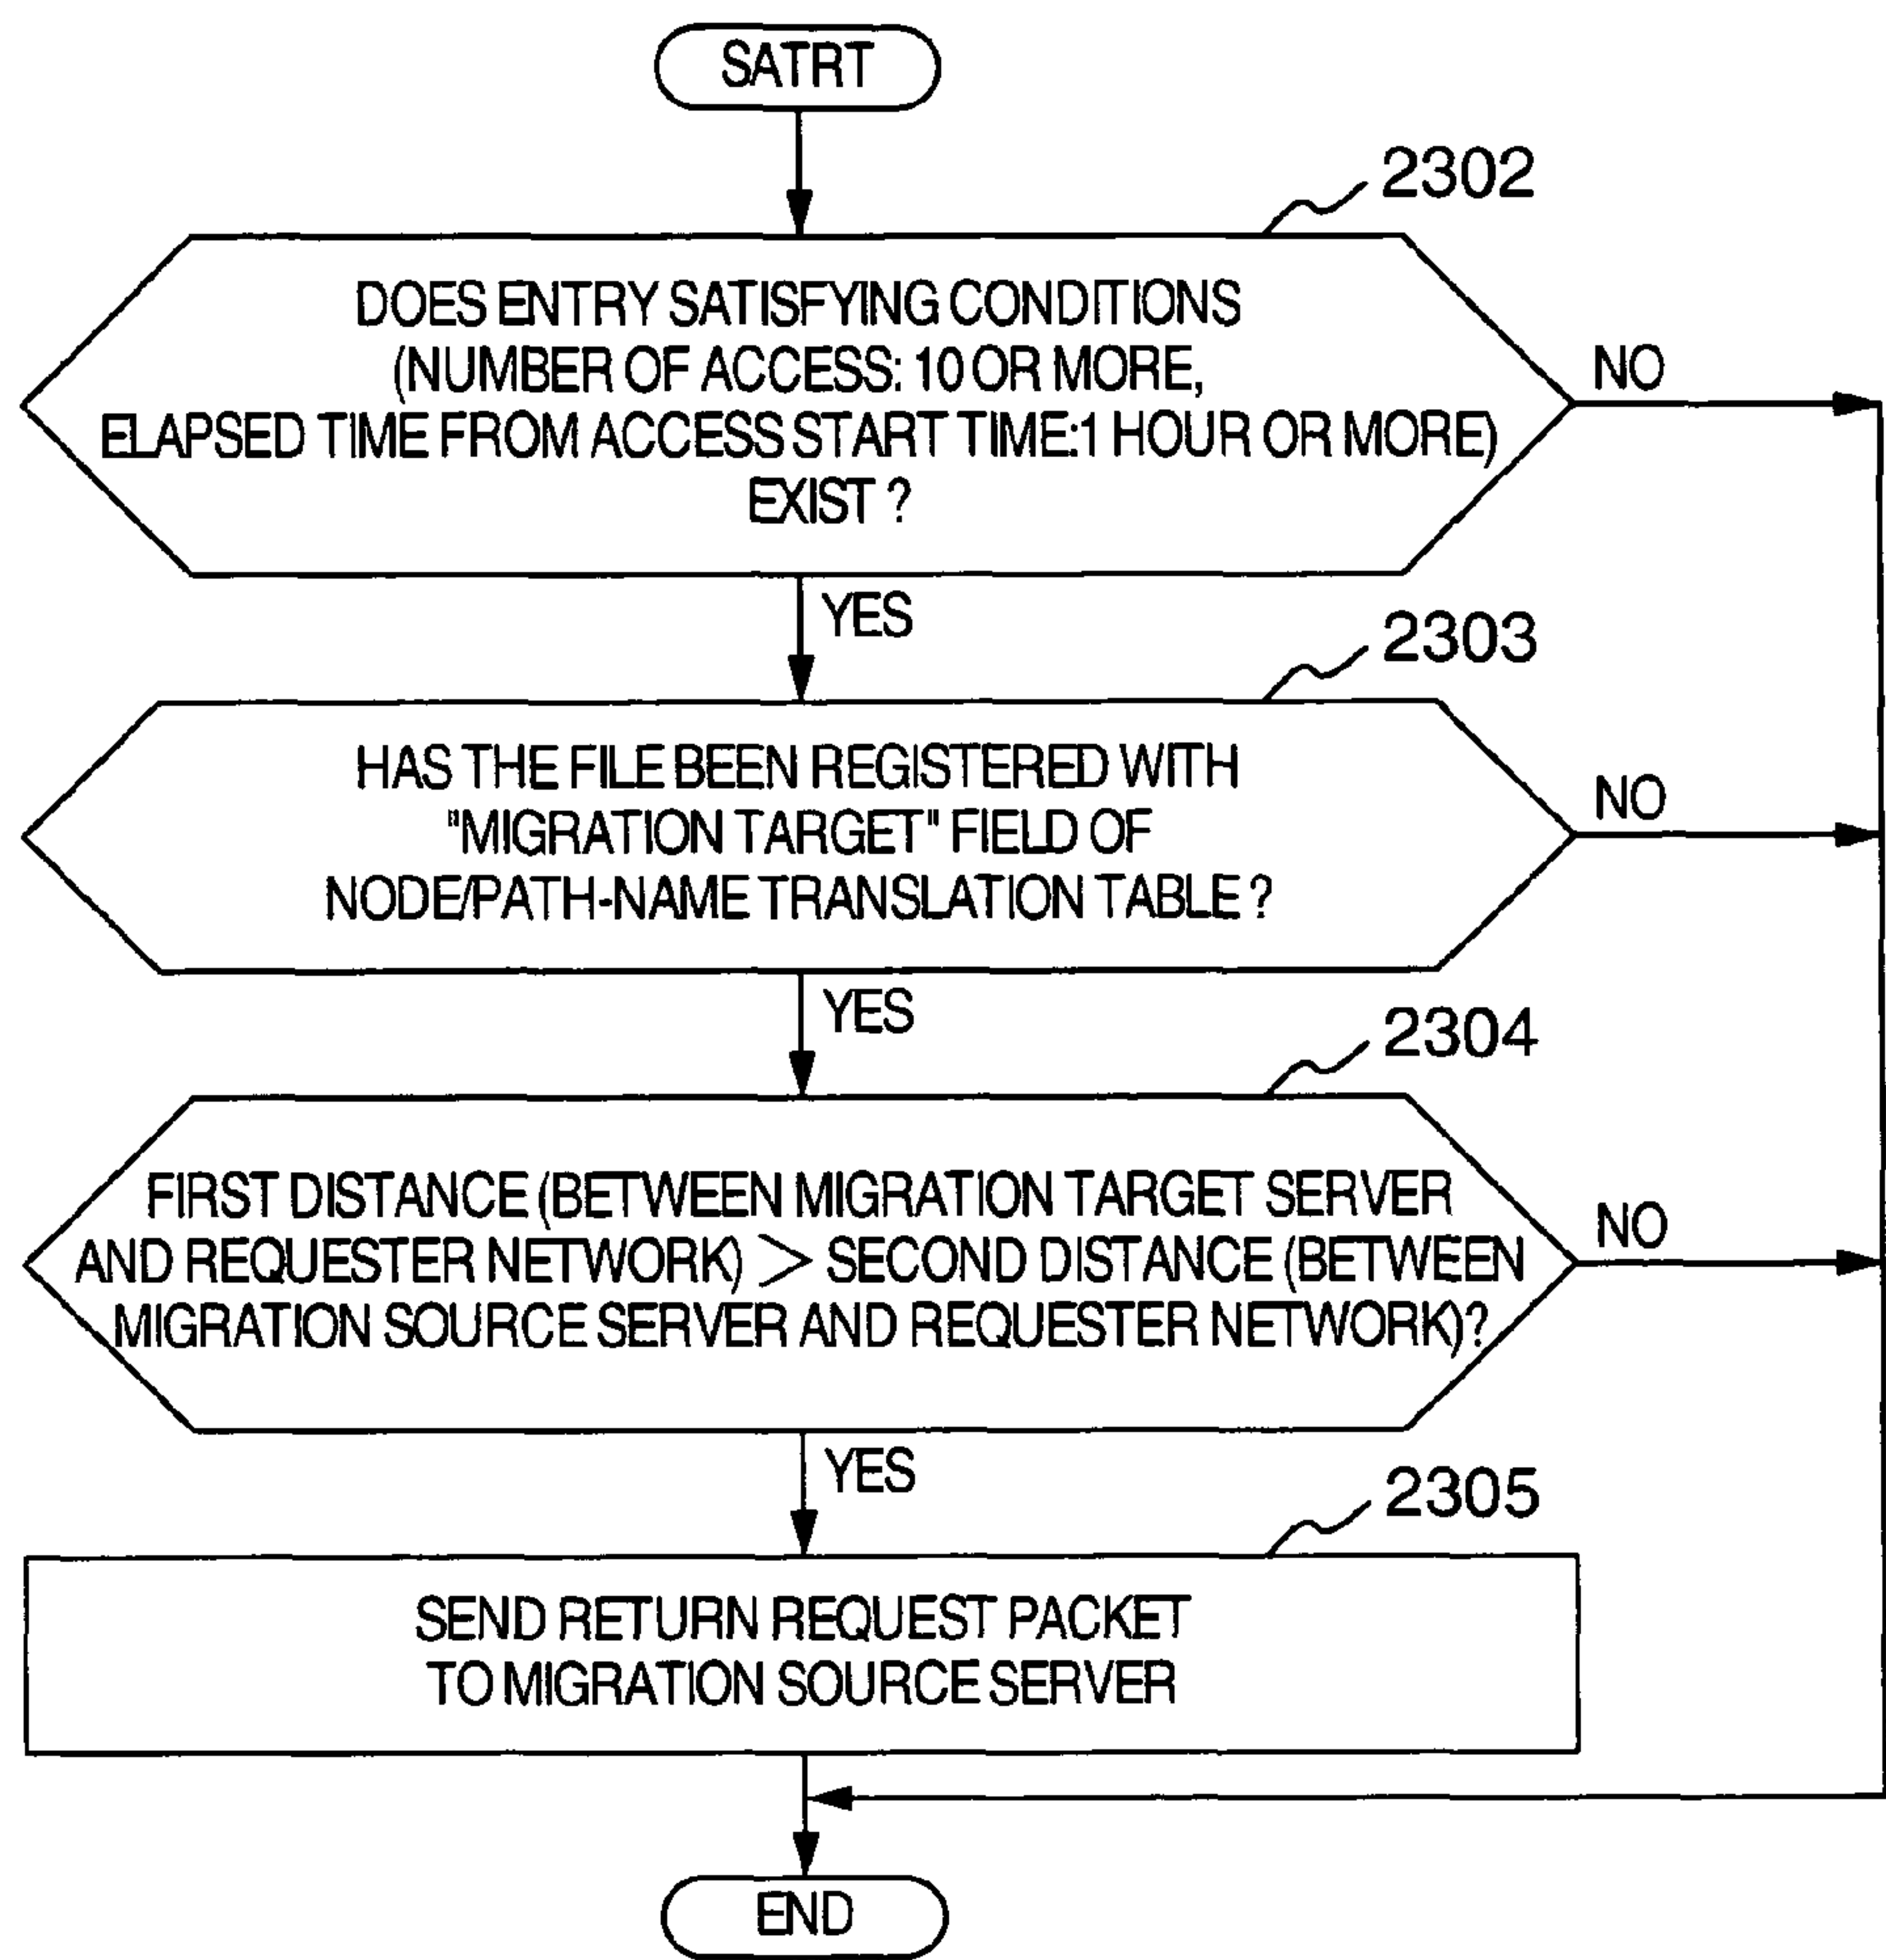 SATRT
2302
DOES ENTRY SATISFYING CONDITIONS
(NUMBER OF ACCESS: 10 OR MORE,
ELAPSED TIME FROM ACCESS START TIME:1 HOUR OR MORE)
EXIST ?
NO
YES
2303
HAS THE FILE BEEN REGISTERED WITH
"MIGRATION TARGET" FIELD OF
NODE/PATH-NAME TRANSLATION TABLE ?
NO
YES
2304
FIRST DISTANCE (BETWEEN MIGRATION TARGET SERVER
AND REQUESTER NETWORK) > SECOND DISTANCE (BETWEEN
MIGRATION SOURCE SERVER AND REQUESTER NETWORK)?
NO
YES
2305
SEND RETURN REQUEST PACKET
TO MIGRATION SOURCE SERVER
END